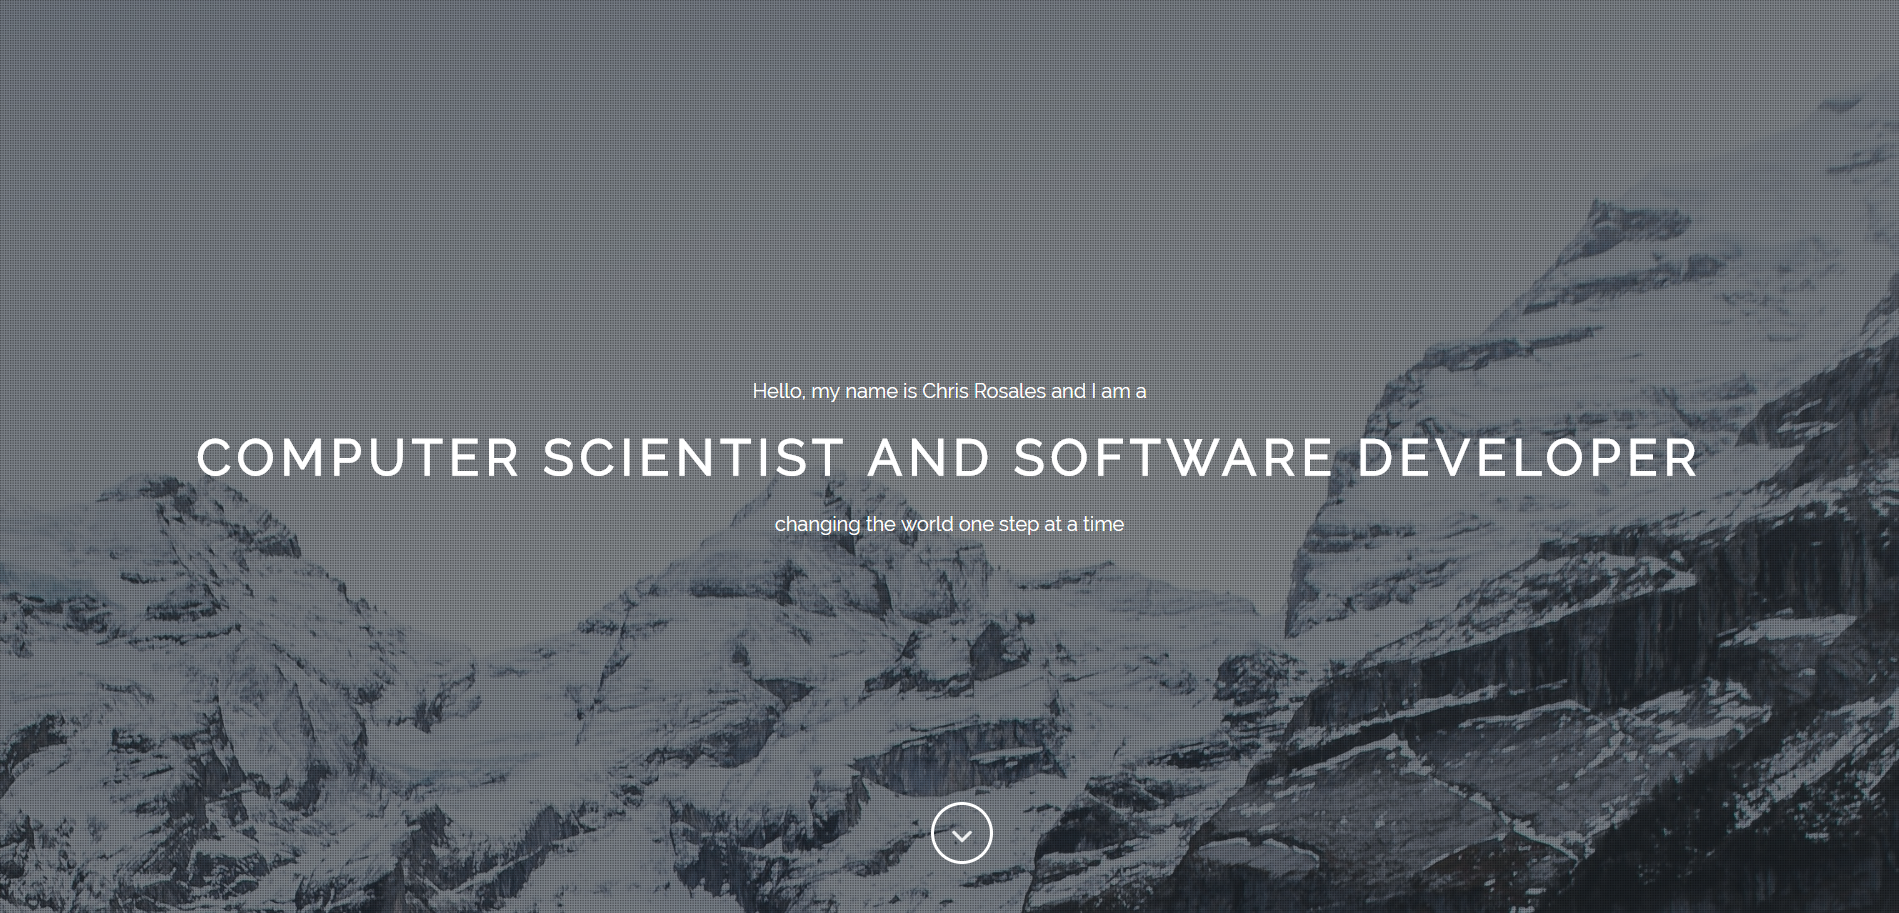 Hello, my name is Chris Rosales and I am a
COMPUTER SCIENTIST AND SOFTWARE DEVELOPER
changing the world one step at a time